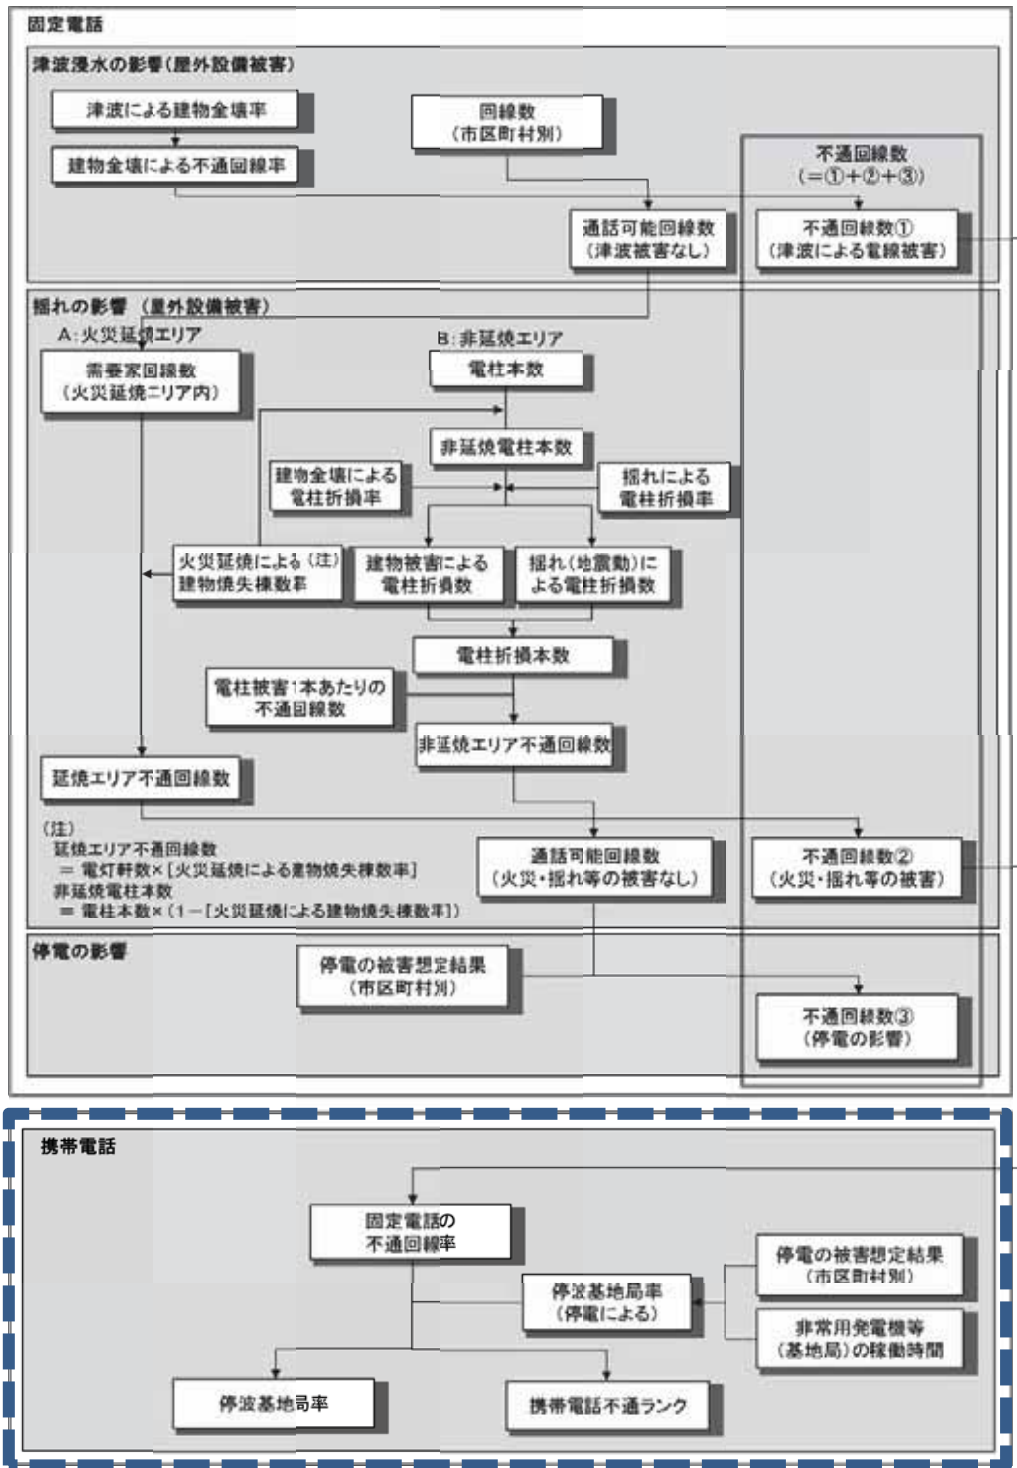 固定電話
津波浸水の影響(屋外設備被害)
津波による建物全壊率
回線数
(市区町村別)
建物全壊による不通回線率
不通回線数
(=①+②+③)
通話可能回線数
(津波被害なし)
不通回線数①
(津波による電線被害)
揺れの影響 (屋外設備被害)
A:火災延焼エリア
B:非延焼エリア
需要家回線数
(火災延焼エリア内)
電柱本数
非延焼電柱本数
建物全壊による
電柱折損率
揺れによる
電柱折損率
火災延焼による(注)
建物焼失棟数率
建物被害による
電柱折損数
揺れ(地震動)に
よる電柱折損数
電柱折損本数
電柱被害1本あたりの
不通回線数
非延焼エリア不通回線数
延焼エリア不通回線数
(注)
延焼エリア不通回線数
= 電灯軒数×[火災延焼による建物焼失棟数率]
非延焼電柱本数
= 電柱本数×(1-[火災延焼による建物焼失棟数率])
通話可能回線数
(火災・揺れ等の被害なし)
不通回線数②
(火災・揺れ等の被害)
停電の影響
停電の被害想定結果
(市区町村別)
不通回線数③
(停電の影響)
携帯電話
固定電話の
不通回線率
停電の被害想定結果
(市区町村別)
停波基地局率
(停電による)
非常用発電機等
(基地局)の稼働時間
停波基地局率
携帯電話不通ランク